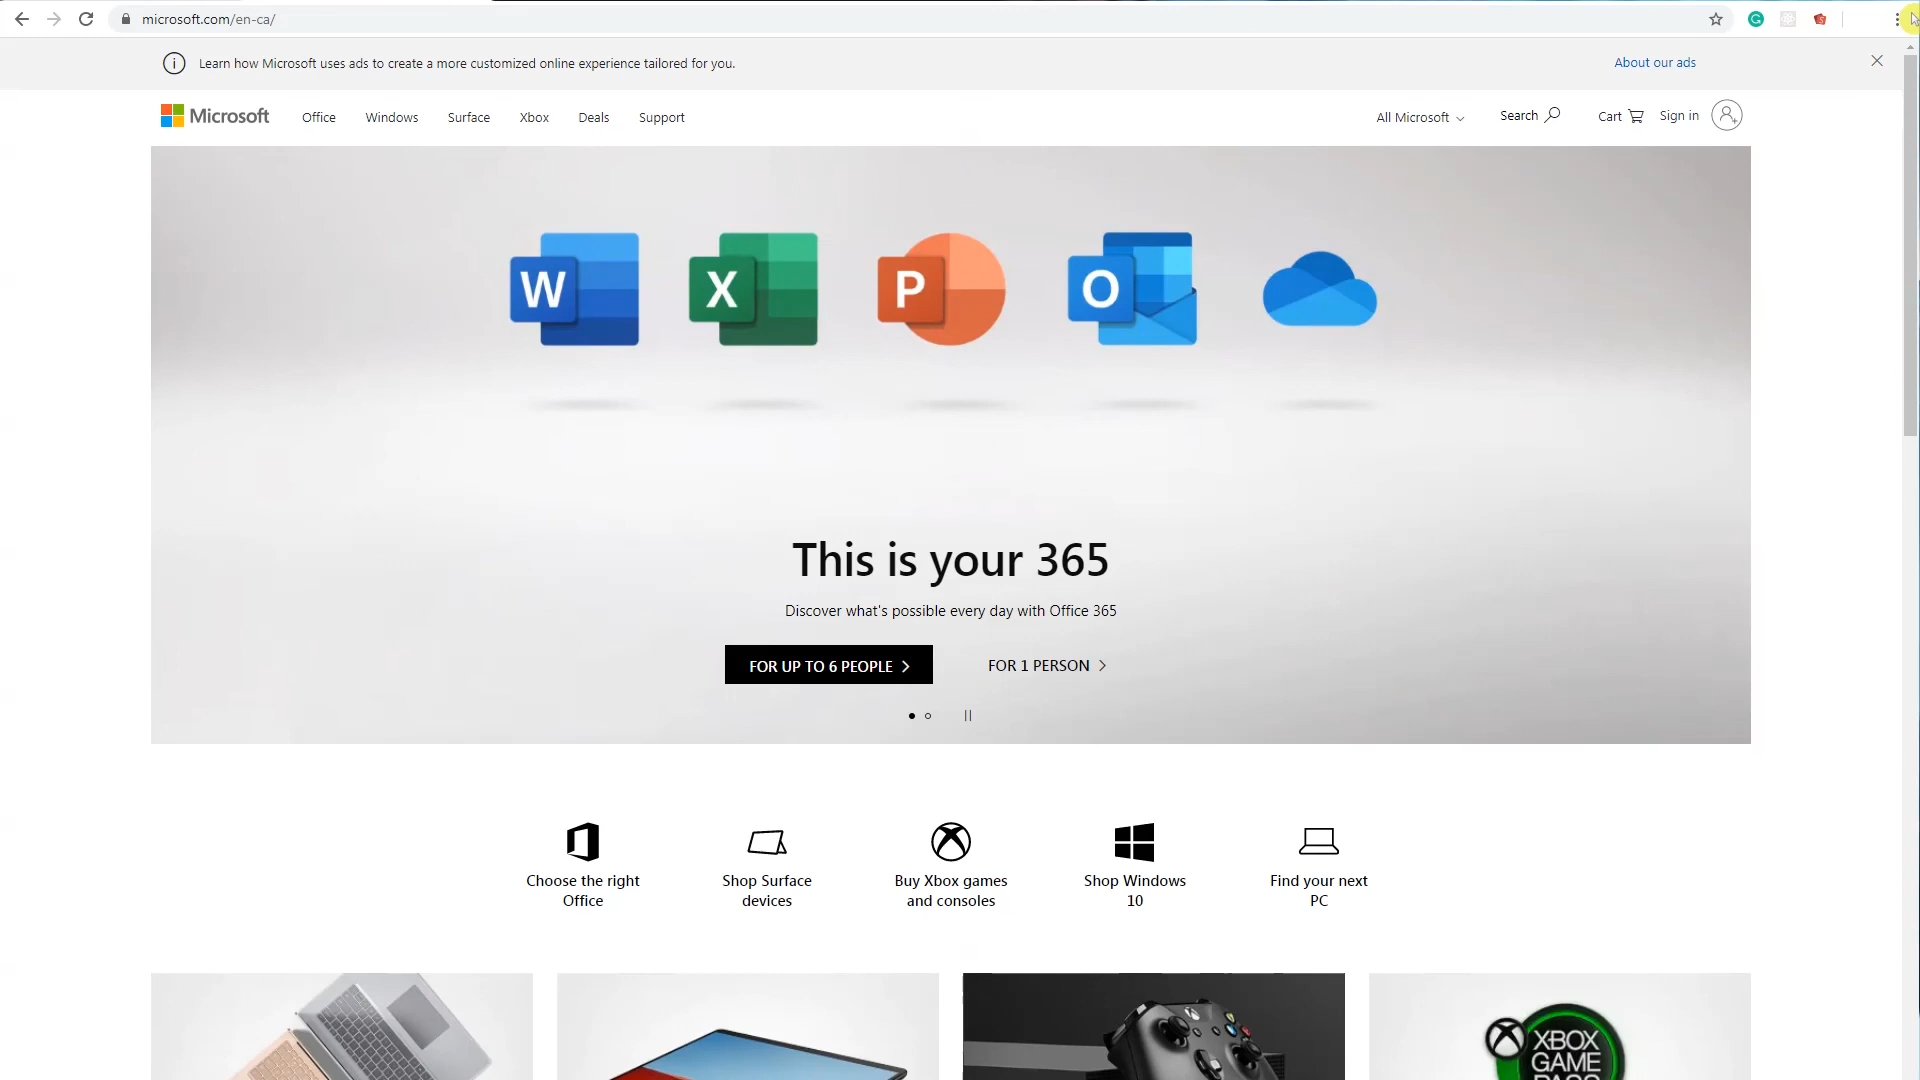 microsoft.com/en-ca/
Learn how Microsoft uses ads to create a more customized online experience tailored for you.
About our ads
Microsoft
Office
Windows
Surface
Xbox
Deals
Support
All Microsoft
Search
Cart
Sign in
W
X
P
O
This is your 365
Discover what's possible every day with Office 365
FOR UP TO 6 PEOPLE
FOR 1 PERSON
Choose the right
Office
Shop Surface
devices
Buy Xbox games
and consoles
Shop Windows
10
Find your next
PC
XBOX
GAME
PASS